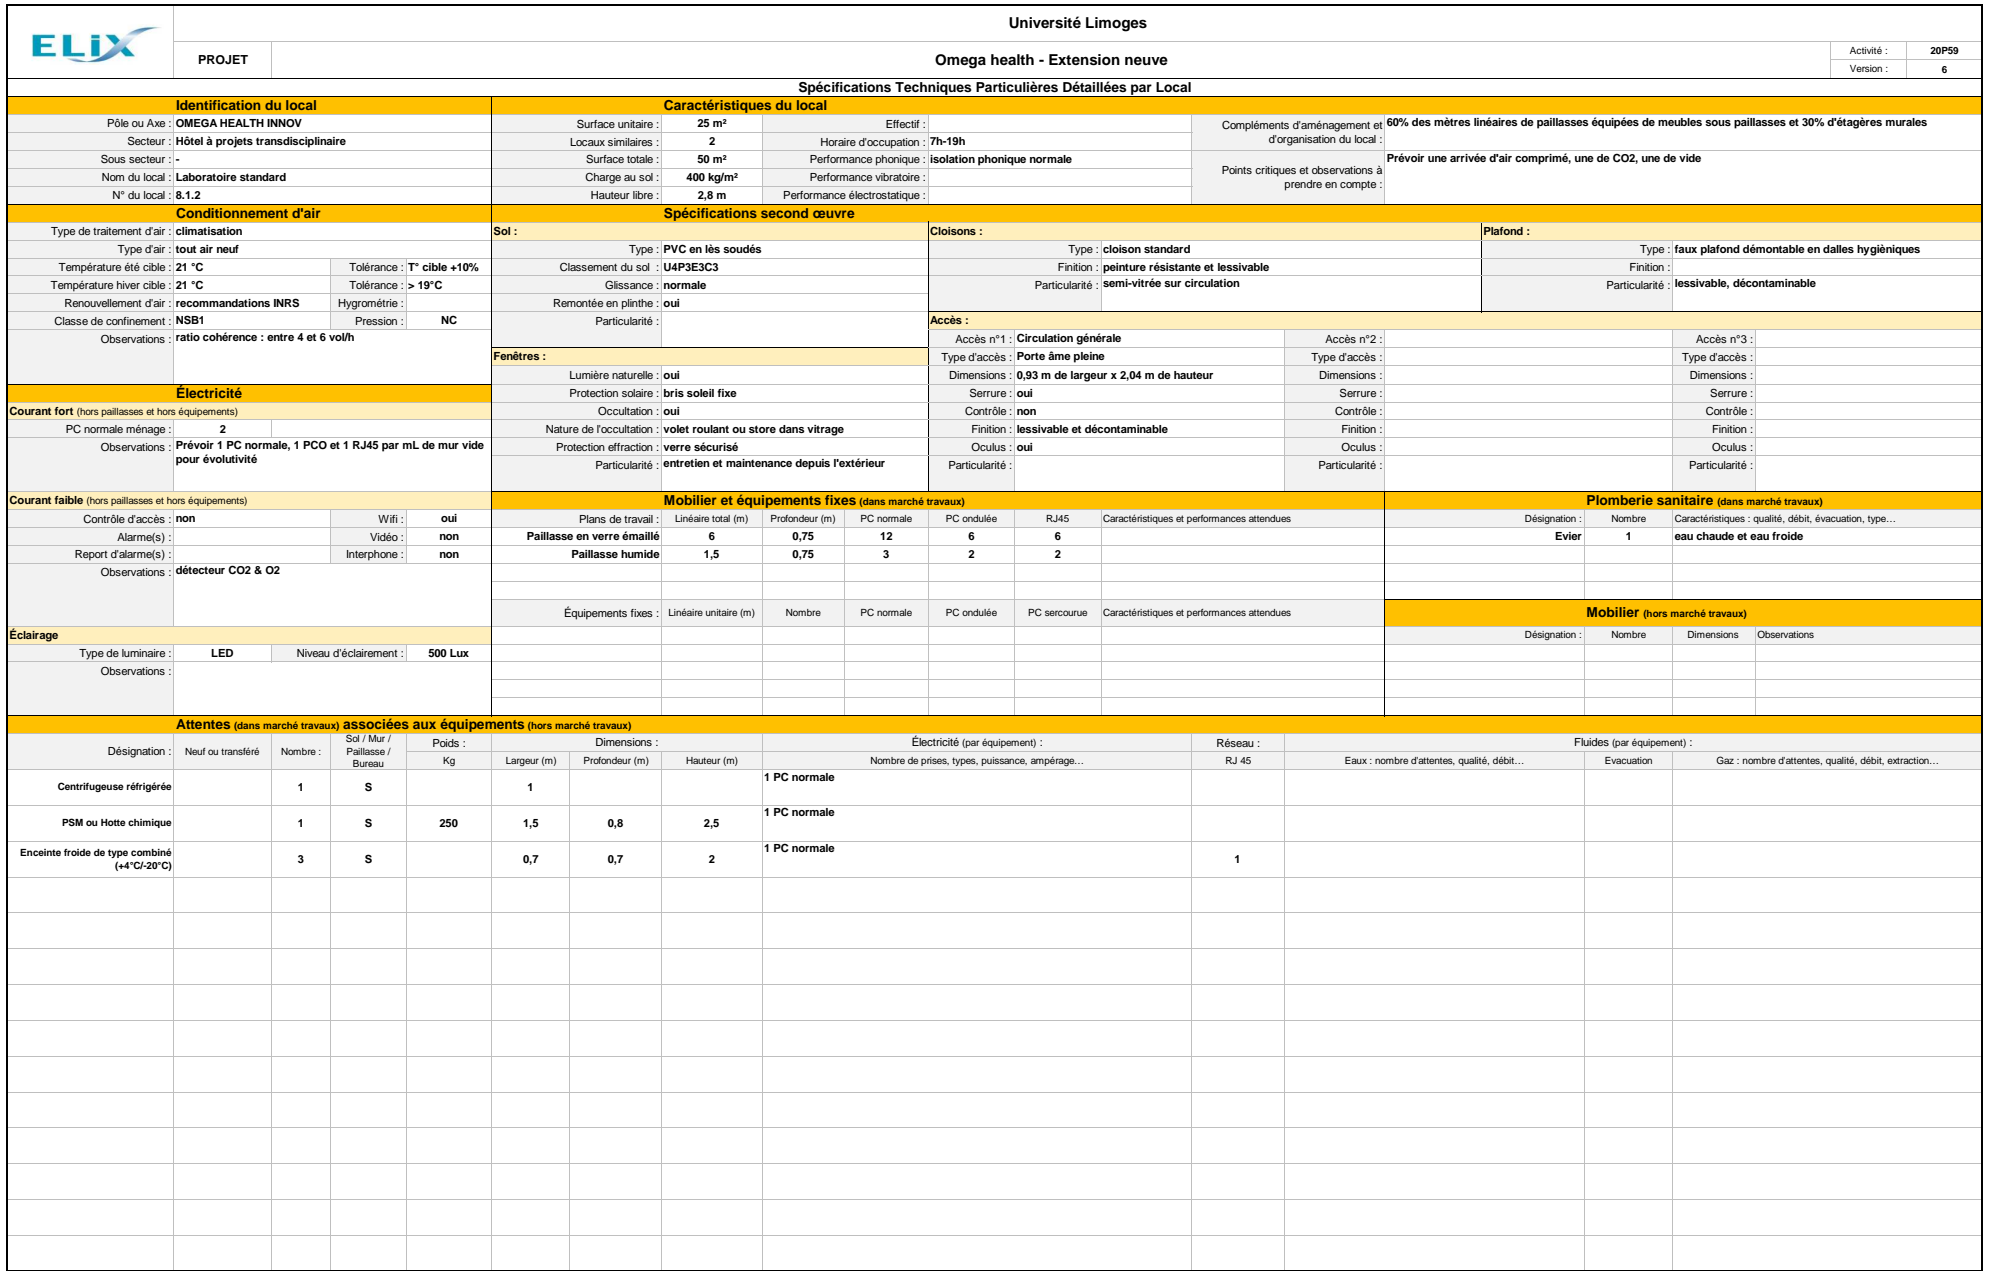 ELiX
Université Limoges
PROJET
Omega health - Extension neuve
Activité : 20P59
Version : 6
Spécifications Techniques Particulières Détaillées par Local
Identification du local
Pôle ou Axe : OMEGA HEALTH INNOV
Secteur : Hôtel à projets transdisciplinaire
Sous secteur : -
Nom du local : Laboratoire standard
N° du local : 8.1.2
Caractéristiques du local
Surface unitaire : 25 m² Effectif :
Locaux similaires : 2 Horaire d'occupation : 7h-19h
Surface totale : 50 m² Performance phonique : isolation phonique normale
Charge au sol : 400 kg/m² Performance vibratoire :
Hauteur libre : 2,8 m Performance électrostatique :
Compléments d'aménagement et
d'organisation du local :
60% des mètres linéaires de paillasses équipées de meubles sous paillasses et 30% d'étagères murales
Points critiques et observations à
prendre en compte :
Prévoir une arrivée d'air comprimé, une de CO2, une de vide
Conditionnement d'air
Type de traitement d'air : climatisation
Type d'air : tout air neuf
Température été cible : 21 °C Tolérance : T° cible +10%
Température hiver cible : 21 °C Tolérance : > 19°C
Renouvellement d'air : recommandations INRS Hygrométrie :
Classe de confinement : NSB1 Pression : NC
Observations : ratio cohérence : entre 4 et 6 vol/h
Électricité
Courant fort (hors paillasses et hors équipements)
PC normale ménage : 2
Observations : Prévoir 1 PC normale, 1 PCO et 1 RJ45 par mL de mur vide
pour évolutivité
Courant faible (hors paillasses et hors équipements)
Contrôle d'accès : non Wifi : oui
Alarme(s) : Vidéo : non
Report d'alarme(s) : Interphone : non
Observations : détecteur CO2 & O2
Éclairage
Type de luminaire : LED Niveau d'éclairement : 500 Lux
Observations :
Spécifications second œuvre
Sol :
Type : PVC en lès soudés
Classement du sol : U4P3E3C3
Glissance : normale
Remontée en plinthe : oui
Particularité :
Fenêtres :
Lumière naturelle : oui
Protection solaire : bris soleil fixe
Occultation : oui
Nature de l'occultation : volet roulant ou store dans vitrage
Protection effraction : verre sécurisé
Particularité : entretien et maintenance depuis l'extérieur
Cloisons :
Type : cloison standard
Finition : peinture résistante et lessivable
Particularité : semi-vitrée sur circulation
Plafond :
Type : faux plafond démontable en dalles hygièniques
Finition :
Particularité : lessivable, décontaminable
Accès :
Accès n°1 : Circulation générale Accès n°2 : Accès n°3 :
Type d'accès : Porte âme pleine Type d'accès : Type d'accès :
Dimensions : 0,93 m de largeur x 2,04 m de hauteur Dimensions : Dimensions :
Serrure : oui Serrure : Serrure :
Contrôle : non Contrôle : Contrôle :
Finition : lessivable et décontaminable Finition : Finition :
Oculus : oui Oculus : Oculus :
Particularité : Particularité : Particularité :
Mobilier et équipements fixes (dans marché travaux)
Plans de travail : Linéaire total (m) Profondeur (m) PC normale PC ondulée RJ45 Caractéristiques et performances attendues
Paillasse en verre émaillé 6 0,75 12 6 6
Paillasse humide 1,5 0,75 3 2 2
Équipements fixes : Linéaire unitaire (m) Nombre PC normale PC ondulée PC sercourue Caractéristiques et performances attendues
Plomberie sanitaire (dans marché travaux)
Désignation : Nombre Caractéristiques : qualité, débit, évacuation, type…
Evier 1 eau chaude et eau froide
Mobilier (hors marché travaux)
Désignation : Nombre Dimensions Observations
Attentes (dans marché travaux) associées aux équipements (hors marché travaux)
Désignation : Neuf ou transféré Nombre :
Sol / Mur /
Paillasse /
Bureau
Poids : Dimensions : Électricité (par équipement) : Réseau : Fluides (par équipement) :
Kg Largeur (m) Profondeur (m) Hauteur (m) Nombre de prises, types, puissance, ampérage… RJ 45 Eaux : nombre d'attentes, qualité, débit… Evacuation Gaz : nombre d'attentes, qualité, débit, extraction…
Centrifugeuse réfrigérée 1 S 1 1 PC normale
PSM ou Hotte chimique 1 S 250 1,5 0,8 2,5 1 PC normale
Enceinte froide de type combiné
(+4°C/-20°C) 3 S 0,7 0,7 2 1 PC normale 1